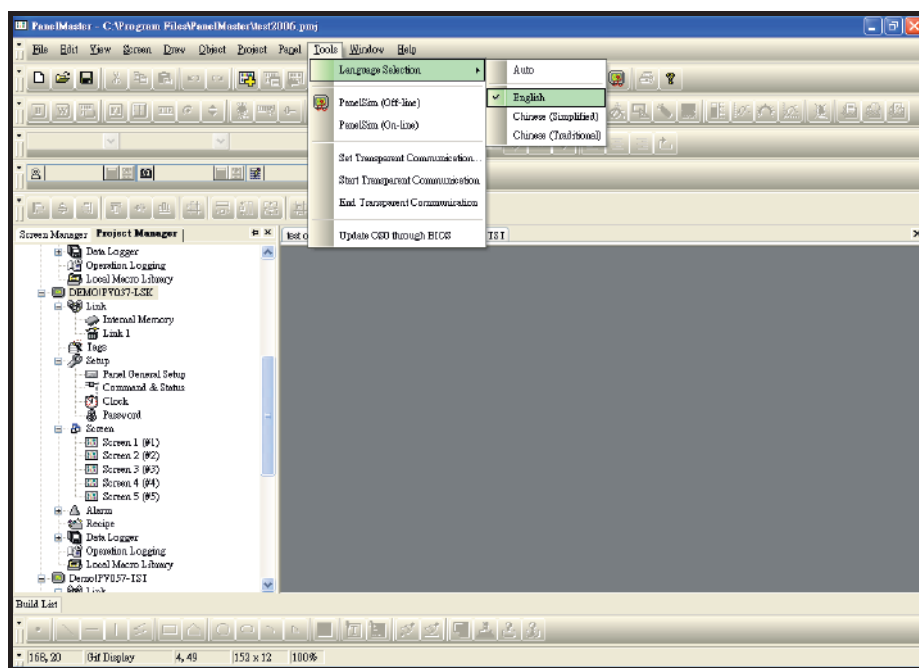 PanelMaster - C:\Program Files\PanelMaster\test2006.pmj
File Edit View Screen Draw Object Project Panel Tools Window Help
Language Selection
Auto
English
Chinese (Simplified)
Chinese (Traditional)
PanelSim (Off-line)
PanelSim (On-line)
Set Transparent Communication...
Start Transparent Communication
End Transparent Communication
Update OSU through BIOS
Screen Manager Project Manager
test
Data Logger
Operation Logging
Local Macro Library
DEMO!PV037-LSK
Link
Internal Memory
Link 1
Tags
Setup
Panel General Setup
Command & Status
Clock
Password
Screen
Screen 1 (#1)
Screen 2 (#2)
Screen 3 (#3)
Screen 4 (#4)
Screen 5 (#5)
Alarm
Recipe
Data Logger
Operation Logging
Local Macro Library
Demo!PV057-TST
Link
Build List
168, 20 Gif Display 4, 49 152 x 12 100%